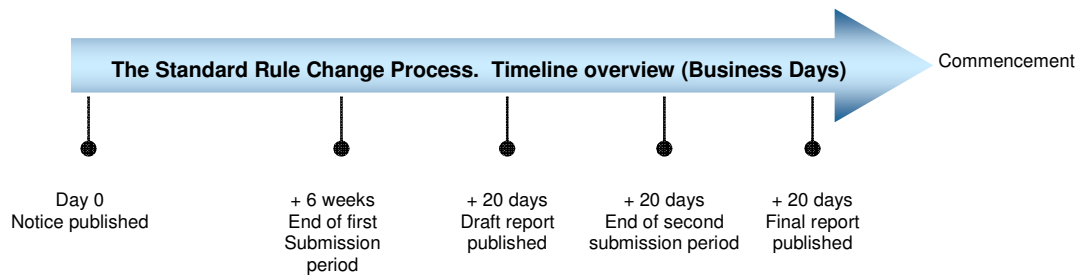 The Standard Rule Change Process. Timeline overview (Business Days)
Commencement
Day 0
Notice published
+ 6 weeks
End of first
Submission
period
+ 20 days
Draft report
published
+ 20 days
End of second
submission period
+ 20 days
Final report
published